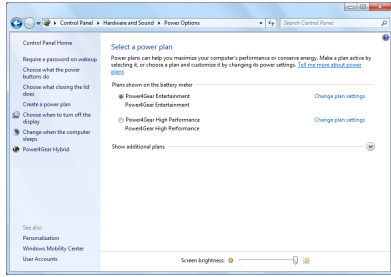 Control Panel ▸ Hardware and Sound ▸ Power Options
Search Control Panel
Control Panel Home
Require a password on wakeup
Choose what the power
buttons do
Choose what closing the lid
does
Create a power plan
Choose when to turn off the
display
Change when the computer
sleeps
Power4Gear Hybrid
Select a power plan
Power plans can help you maximize your computer's performance or conserve energy. Make a plan active by
selecting it, or choose a plan and customize it by changing its power settings. Tell me more about power
plans
Plans shown on the battery meter
Power4Gear Entertainment Change plan settings
Power4Gear Entertainment
Power4Gear High Performance Change plan settings
Power4Gear High Performance
Show additional plans
See also
Personalization
Windows Mobility Center
User Accounts
Screen brightness: